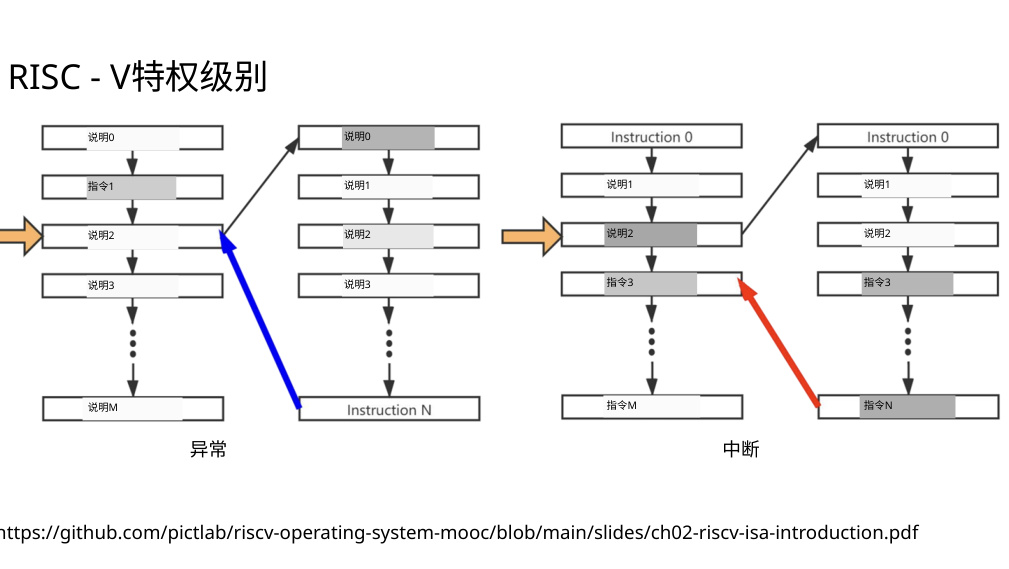 RISC - V特权级别
说明0
指令1
说明2
说明3
说明M
说明0
说明1
说明2
说明3
Instruction N
异常
Instruction 0
说明1
说明2
指令3
指令M
Instruction 0
说明1
说明2
指令3
指令N
中断
https://github.com/pictlab/riscv-operating-system-mooc/blob/main/slides/ch02-riscv-isa-introduction.pdf